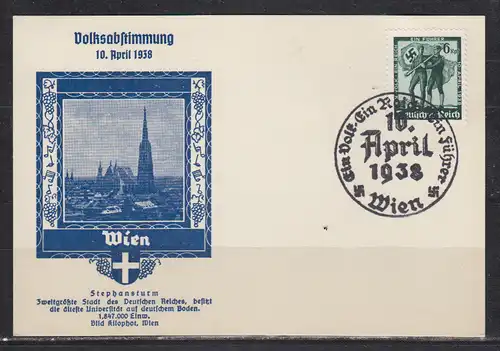 Volksabstimmung
10. April 1938
Wien
Stephansturm
Zweitgrößte Stadt des Deutschen Reiches, besitzt
die älteste Universität auf deutschem Boden.
1,847.000 Einw.
Bild Kilophot, Wien
EIN FÜHRER
6
Deutsches Reich
Ein Volk. Ein Reich. Ein Führer
10.
April
1938
Wien